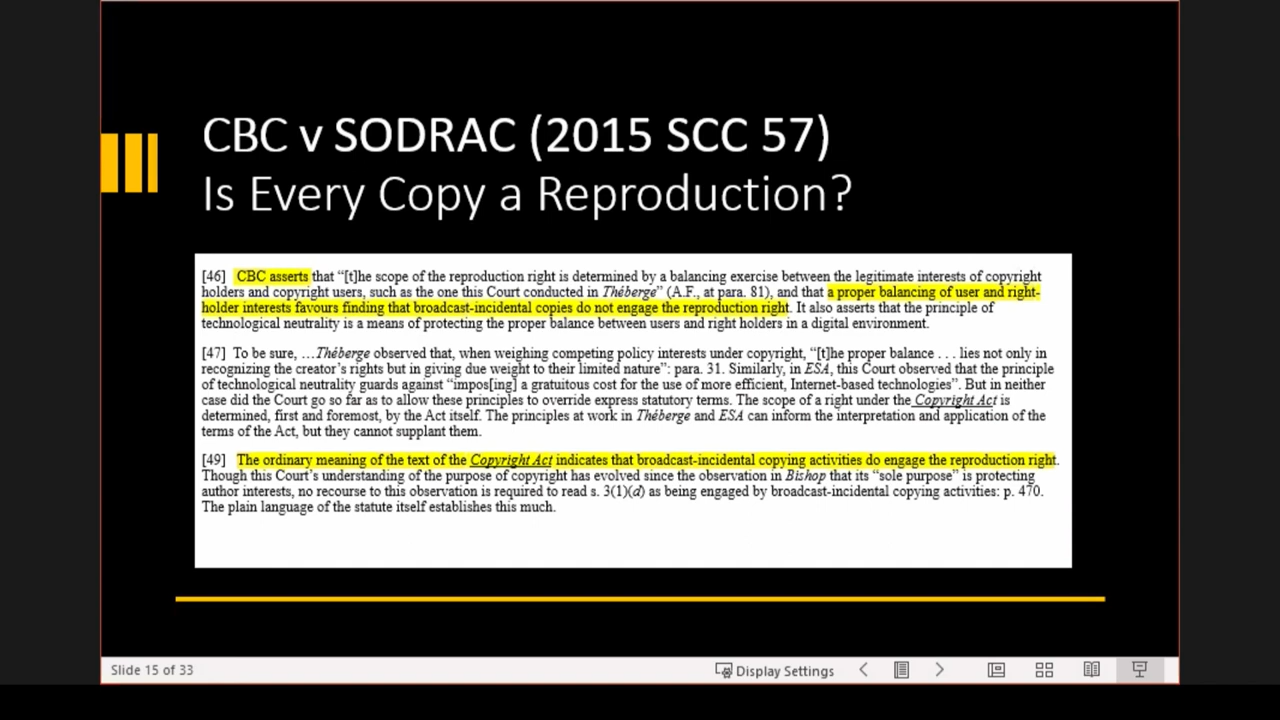 CBC v SODRAC (2015 SCC 57)
Is Every Copy a Reproduction?
[46] CBC asserts that “[t]he scope of the reproduction right is determined by a balancing exercise between the legitimate interests of copyright
holders and copyright users, such as the one this Court conducted in Théberge” (A.F., at para. 81), and that a proper balancing of user and right-
holder interests favours finding that broadcast-incidental copies do not engage the reproduction right. It also asserts that the principle of
technological neutrality is a means of protecting the proper balance between users and right holders in a digital environment.
[47] To be sure, …Théberge observed that, when weighing competing policy interests under copyright, “[t]he proper balance . . . lies not only in
recognizing the creator’s rights but in giving due weight to their limited nature”: para. 31. Similarly, in ESA, this Court observed that the principle
of technological neutrality guards against “impos[ing] a gratuitous cost for the use of more efficient, Internet-based technologies”. But in neither
case did the Court go so far as to allow these principles to override express statutory terms. The scope of a right under the Copyright Act is
determined, first and foremost, by the Act itself. The principles at work in Théberge and ESA can inform the interpretation and application of the
terms of the Act, but they cannot supplant them.
[49] The ordinary meaning of the text of the Copyright Act indicates that broadcast-incidental copying activities do engage the reproduction right.
Though this Court’s understanding of the purpose of copyright has evolved since the observation in Bishop that its “sole purpose” is protecting
author interests, no recourse to this observation is required to read s. 3(1)(d) as being engaged by broadcast-incidental copying activities: p. 470.
The plain language of the statute itself establishes this much.
Slide 15 of 33
Display Settings